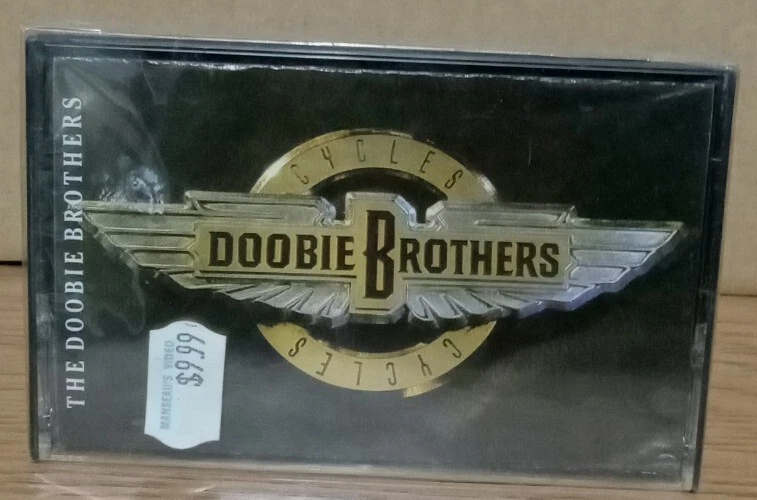 THE DOOBIE BROTHERS
CYCLES
DOOBIE BROTHERS
CYCLES
MANSEAU'S VIDEO
$9.99